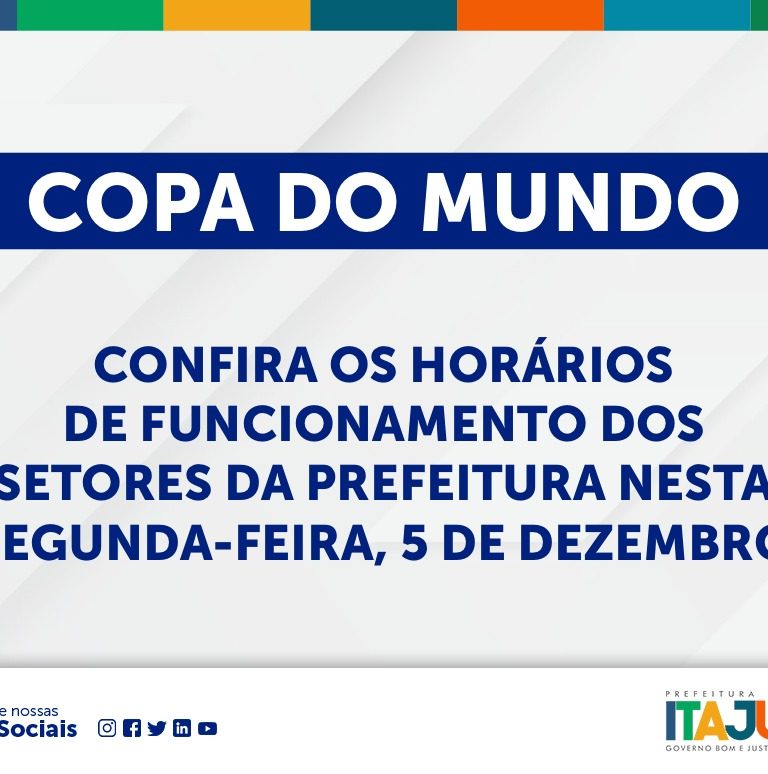 COPA DO MUNDO
CONFIRA OS HORÁRIOS
DE FUNCIONAMENTO DOS
SETORES DA PREFEITURA NESTA
EGUNDA-FEIRA, 5 DE DEZEMBRO
e nossas
Sociais
PREFEITURA
ITAJU
GOVERNO BOM E JUST